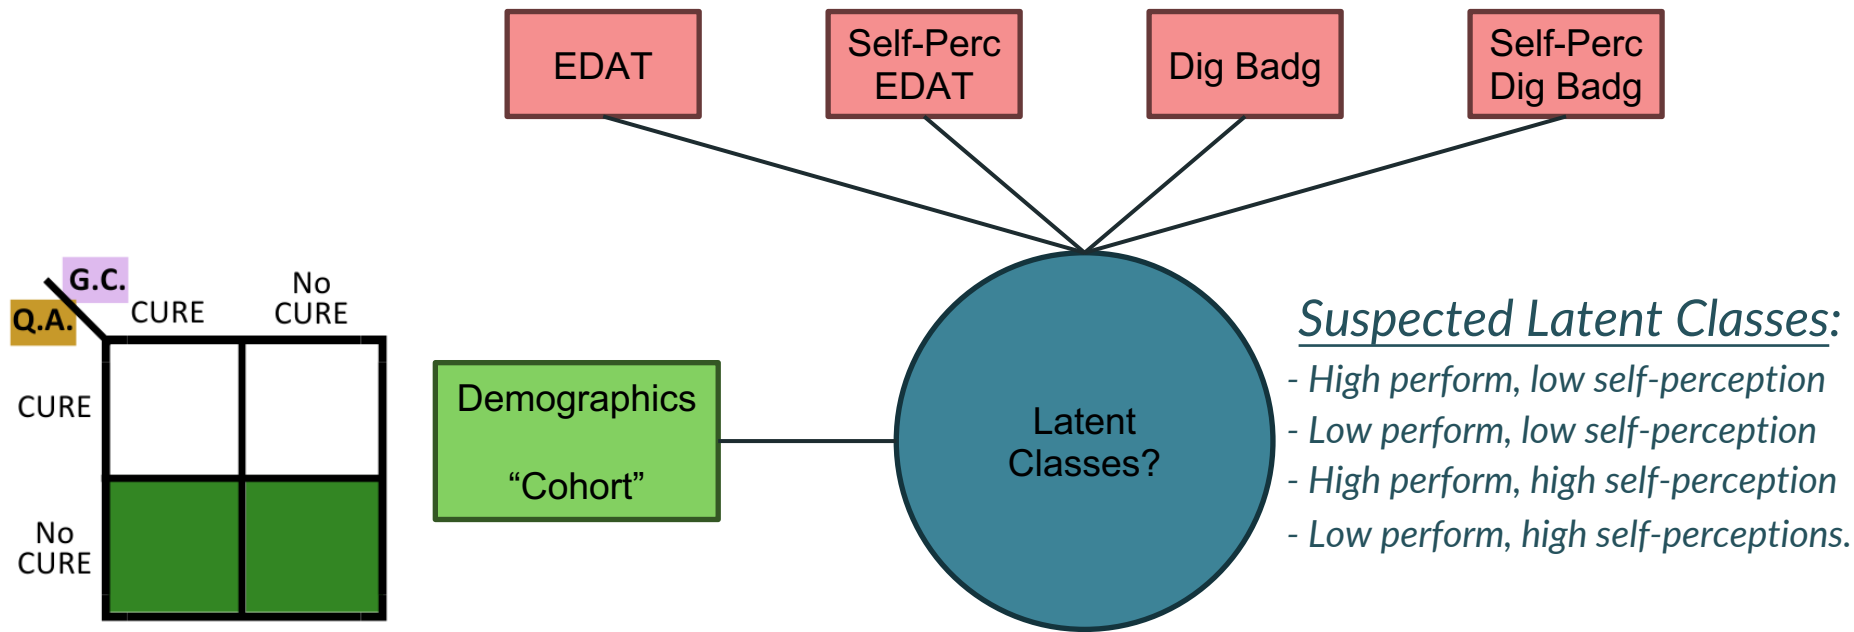 EDAT
Self-Perc
EDAT
Dig Badg
Self-Perc
Dig Badg
G.C.
Q.A.
CURE
No
CURE
CURE
No
CURE
Demographics
“Cohort”
Latent
Classes?
Suspected Latent Classes:
- High perform, low self-perception
- Low perform, low self-perception
- High perform, high self-perception
- Low perform, high self-perceptions.